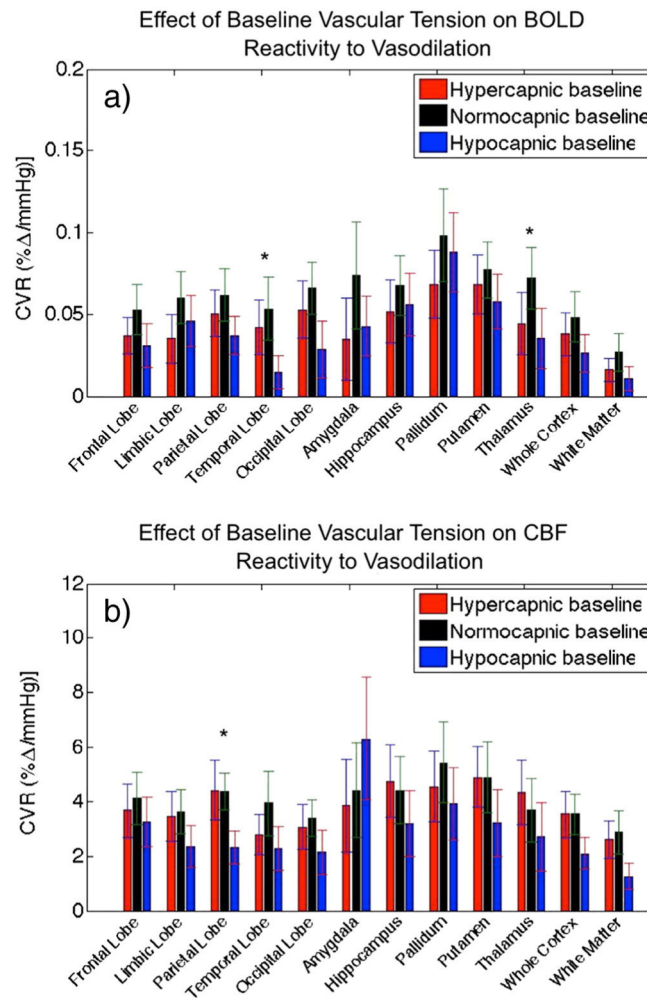 Effect of Baseline Vascular Tension on BOLD
Reactivity to Vasodilation
0.2
a)
Hypercapnic baseline
Normocapnic baseline
Hypocapnic baseline
0.15
CVR (%Δ/mmHg)]
0.1
*
*
0.05
0
Frontal Lobe
Limbic Lobe
Parietal Lobe
Temporal Lobe
Occipital Lobe
Amygdala
Hippocampus
Pallidum
Putamen
Thalamus
Whole Cortex
White Matter
Effect of Baseline Vascular Tension on CBF
Reactivity to Vasodilation
12
b)
Hypercapnic baseline
Normocapnic baseline
Hypocapnic baseline
10
8
CVR (%Δ/mmHg)]
6
*
4
2
0
Frontal Lobe
Limbic Lobe
Parietal Lobe
Temporal Lobe
Occipital Lobe
Amygdala
Hippocampus
Pallidum
Putamen
Thalamus
Whole Cortex
White Matter